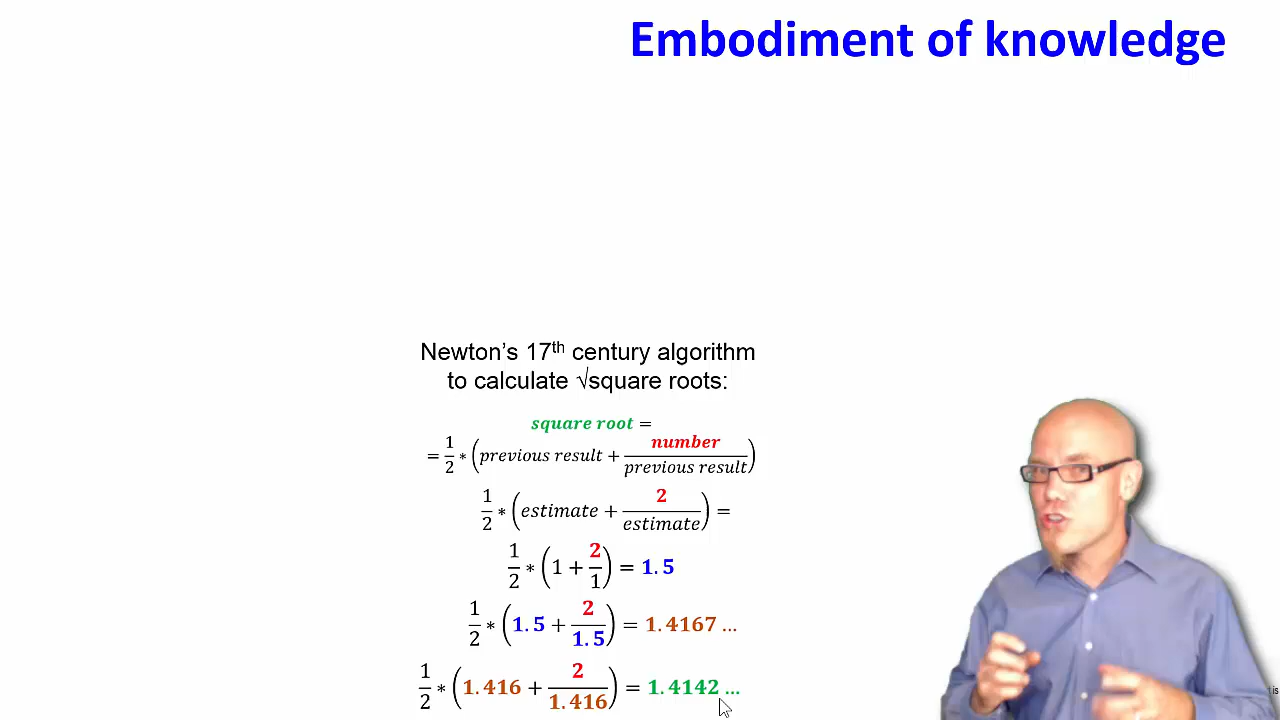 Embodiment of knowledge
Newton's 17th century algorithm
to calculate √square roots:
square root =
= 1/2 * (previous result + number/previous result)
1/2 * (estimate + 2/estimate) =
1/2 * (1 + 2/1) = 1.5
1/2 * (1.5 + 2/1.5) = 1.4167 ...
1/2 * (1.416 + 2/1.416) = 1.4142 ...